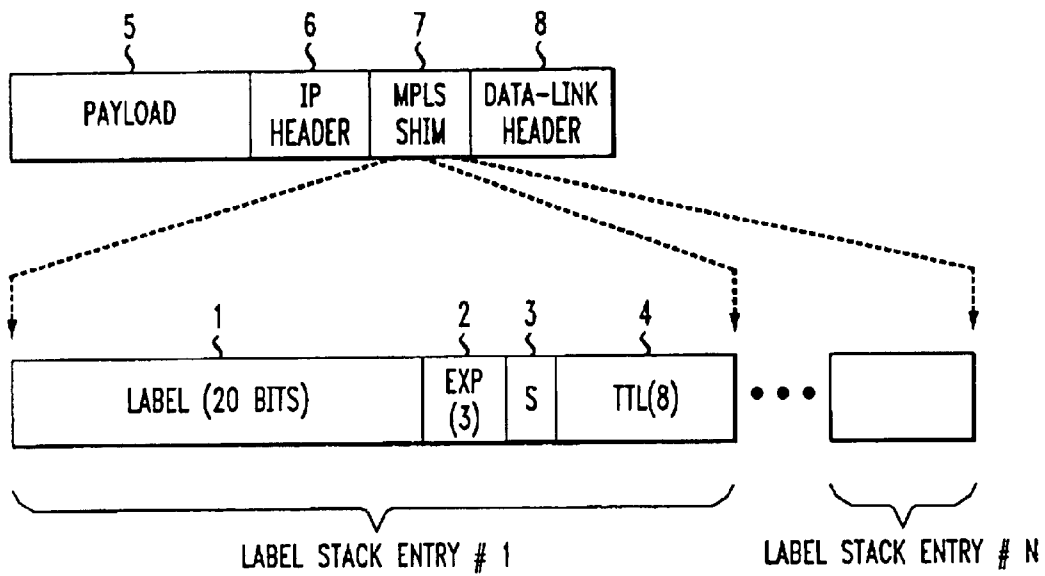 5 6 7 8
PAYLOAD
IP
HEADER
MPLS
SHIM
DATA-LINK
HEADER
1 2 3 4
LABEL (20 BITS)
EXP
(3)
S
TTL(8)
LABEL STACK ENTRY # 1
LABEL STACK ENTRY # N